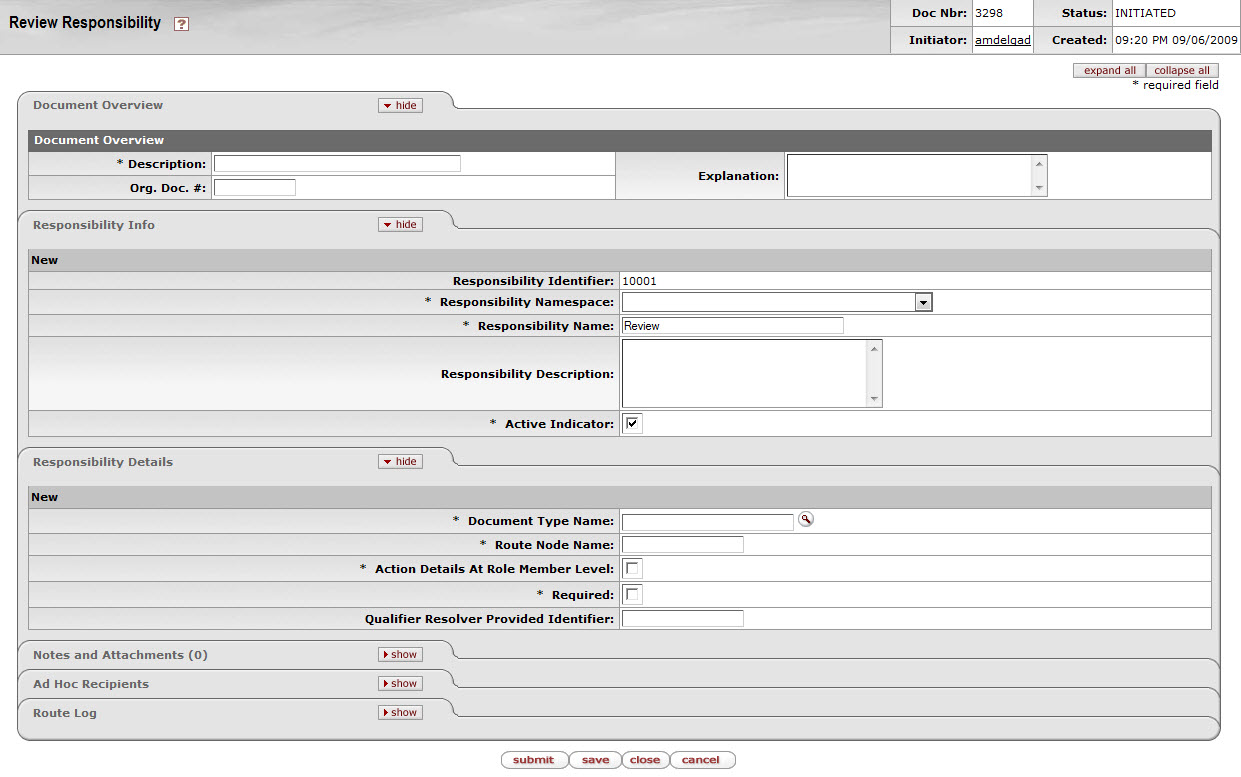 Review Responsibility ?
Doc Nbr: 3298 Status: INITIATED
Initiator: amdelgad Created: 09:20 PM 09/06/2009
expand all collapse all
* required field
Document Overview hide
Document Overview
* Description:
Org. Doc. #:
Explanation:
Responsibility Info hide
New
Responsibility Identifier: 10001
* Responsibility Namespace:
* Responsibility Name: Review
Responsibility Description:
* Active Indicator:
Responsibility Details hide
New
* Document Type Name:
* Route Node Name:
* Action Details At Role Member Level:
* Required:
Qualifier Resolver Provided Identifier:
Notes and Attachments (0) show
Ad Hoc Recipients show
Route Log show
submit save close cancel